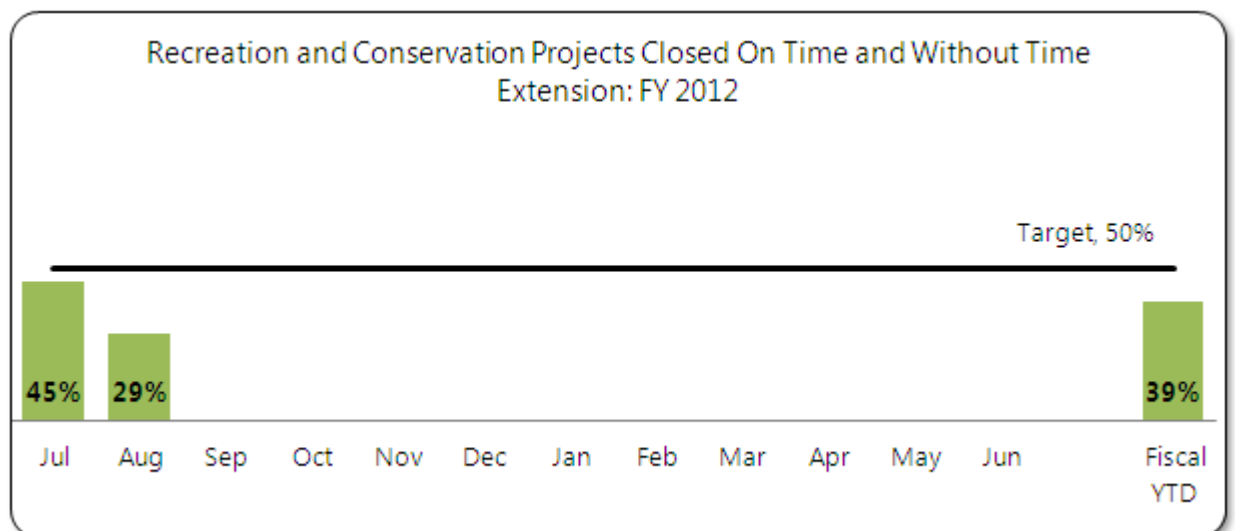 Recreation and Conservation Projects Closed On Time and Without Time
Extension: FY 2012
Target, 50%
45%
29%
39%
Jul Aug Sep Oct Nov Dec Jan Feb Mar Apr May Jun Fiscal
YTD